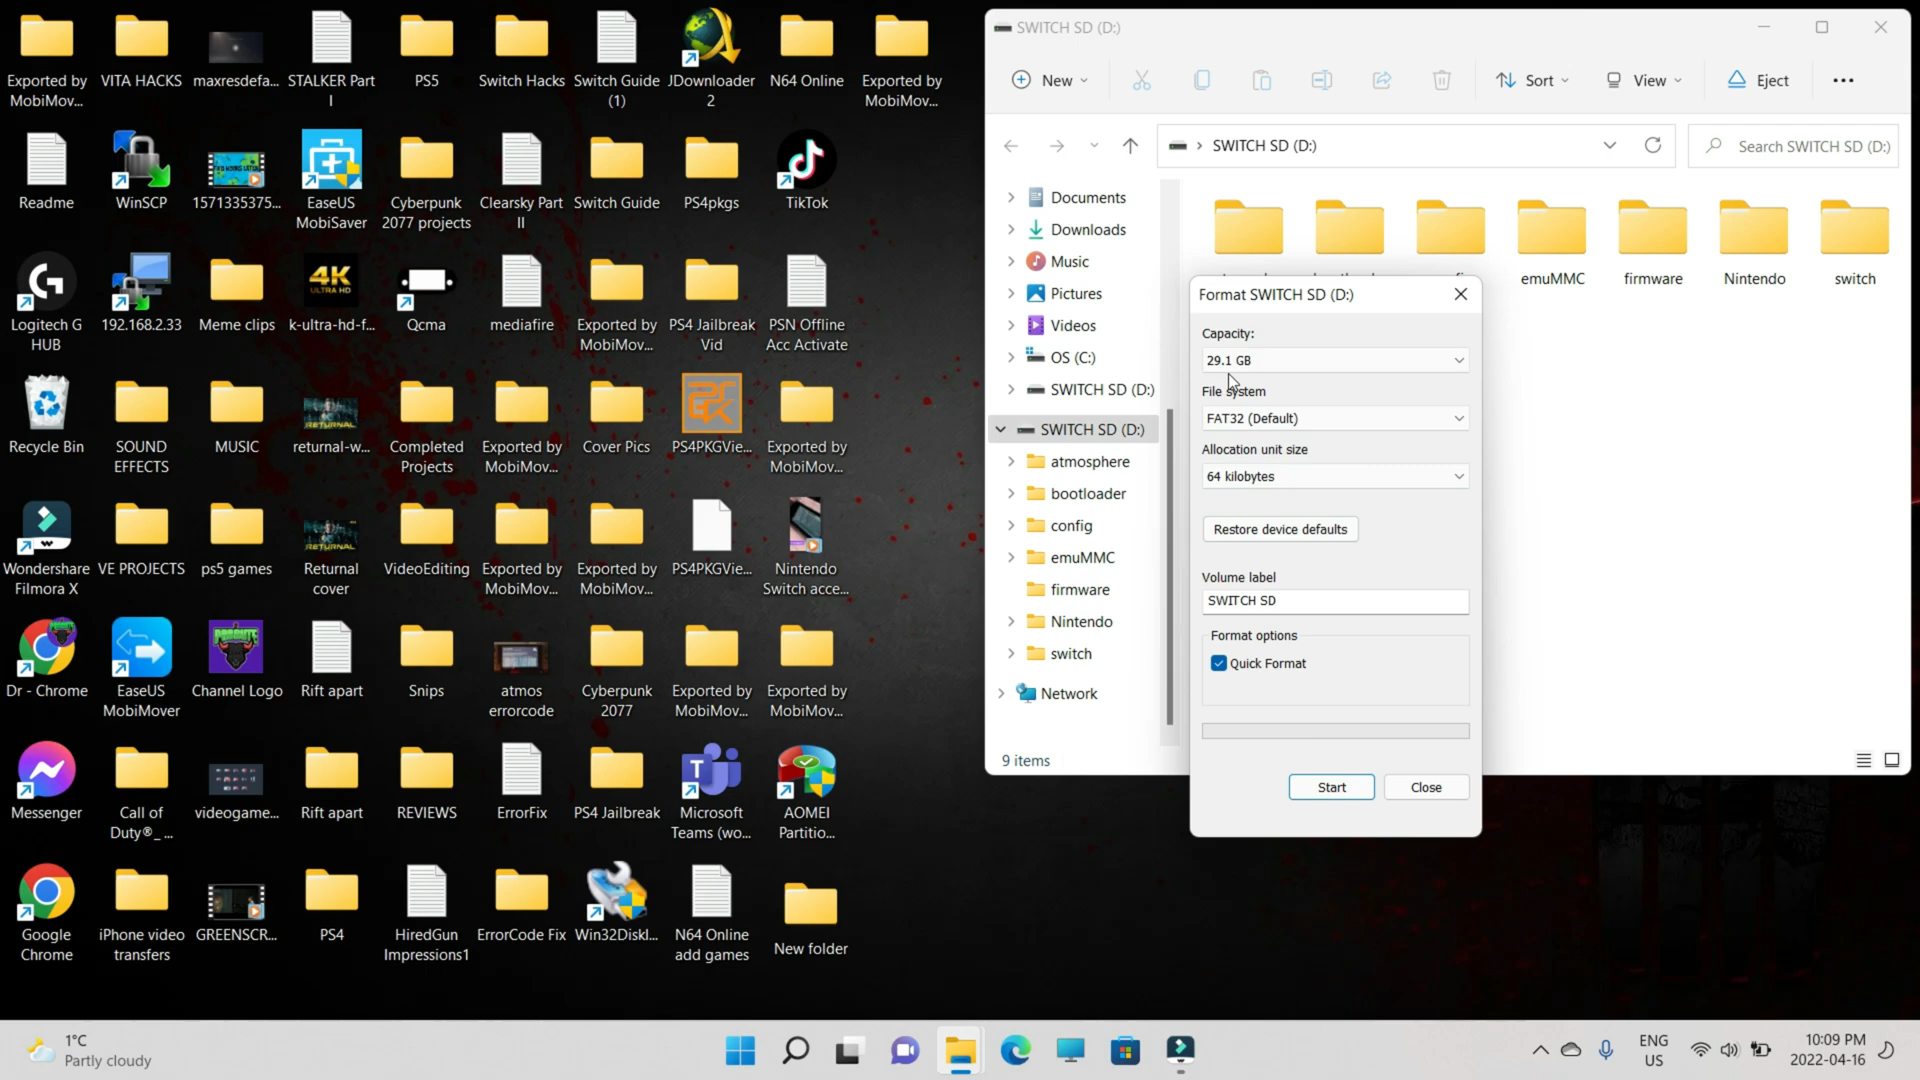 Exported by
MobiMov...
VITA HACKS
maxresdefa...
STALKER Part
I
PS5
Switch Hacks
Switch Guide
(1)
JDownloader
2
N64 Online
Exported by
MobiMov...
Readme
WinSCP
1571335375...
EaseUS
MobiSaver
Cyberpunk
2077 projects
Clearsky Part
II
Switch Guide
PS4pkgs
TikTok
Logitech G
HUB
192.168.2.33
Meme clips
4K
ULTRA HD
k-ultra-hd-f...
Qcma
mediafire
Exported by
MobiMov...
PS4 Jailbreak
Vid
PSN Offline
Acc Activate
Recycle Bin
SOUND
EFFECTS
MUSIC
returnal-w...
Completed
Projects
Exported by
MobiMov...
Cover Pics
PS4PKGVie...
Exported by
MobiMov...
Wondershare
Filmora X
VE PROJECTS
ps5 games
RETURNAL
Returnal
cover
VideoEditing
Exported by
MobiMov...
Exported by
MobiMov...
PS4PKGVie...
Nintendo
Switch acce...
Dr - Chrome
EaseUS
MobiMover
Channel Logo
Rift apart
Snips
atmos
errorcode
Cyberpunk
2077
Exported by
MobiMov...
Exported by
MobiMov...
Messenger
Call of
Duty®_ ...
videogame...
Rift apart
REVIEWS
ErrorFix
PS4 Jailbreak
Microsoft
Teams (wo...
AOMEI
Partitio...
Google
Chrome
iPhone video
transfers
GREENSCR...
PS4
HiredGun
Impressions1
ErrorCode Fix
Win32DiskI...
N64 Online
add games
New folder
SWITCH SD (D:)
New
Sort
View
Eject
SWITCH SD (D:)
Search SWITCH SD (D:)
Documents
Downloads
Music
Pictures
Videos
OS (C:)
SWITCH SD (D:)
SWITCH SD (D:)
atmosphere
bootloader
config
emuMMC
firmware
Nintendo
switch
Network
9 items
emuMMC
firmware
Nintendo
switch
Format SWITCH SD (D:)
Capacity:
29.1 GB
File system
FAT32 (Default)
Allocation unit size
64 kilobytes
Restore device defaults
Volume label
SWITCH SD
Format options
Quick Format
Start
Close
1°C
Partly cloudy
ENG
US
10:09 PM
2022-04-16